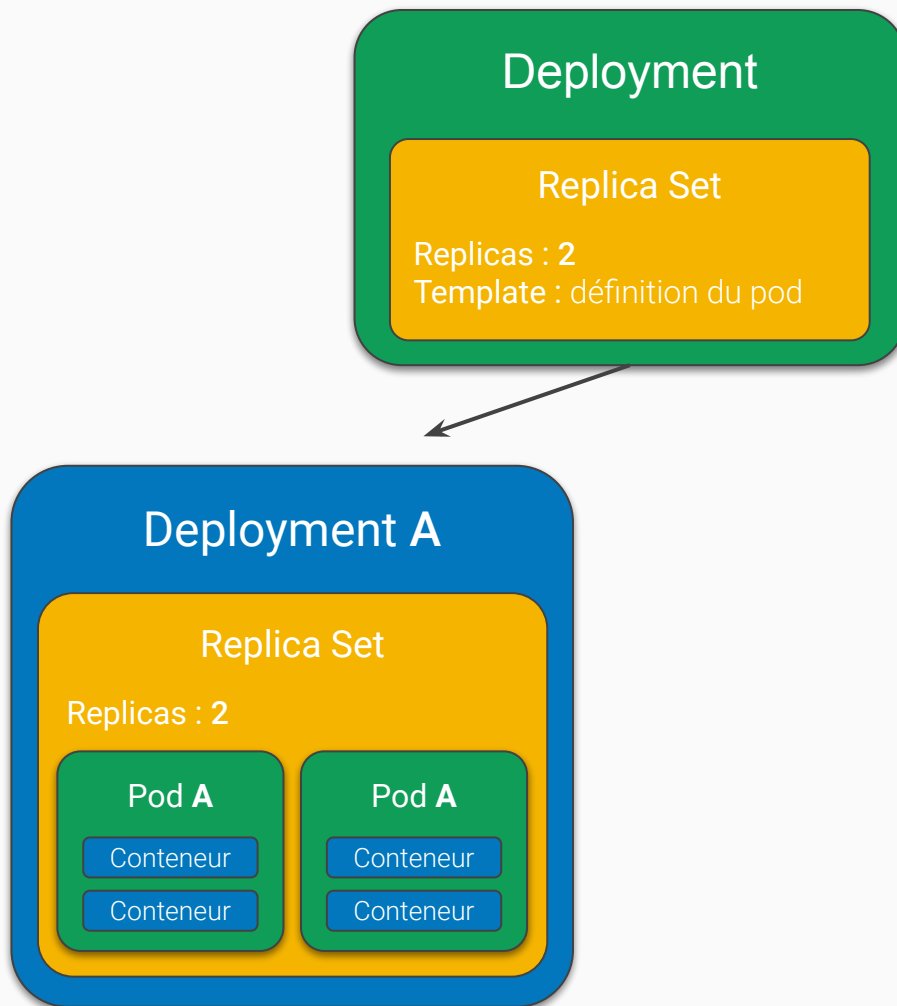 Deployment
Replica Set
Replicas : 2
Template : définition du pod
Deployment A
Replica Set
Replicas : 2
Pod A
Conteneur
Conteneur
Pod A
Conteneur
Conteneur